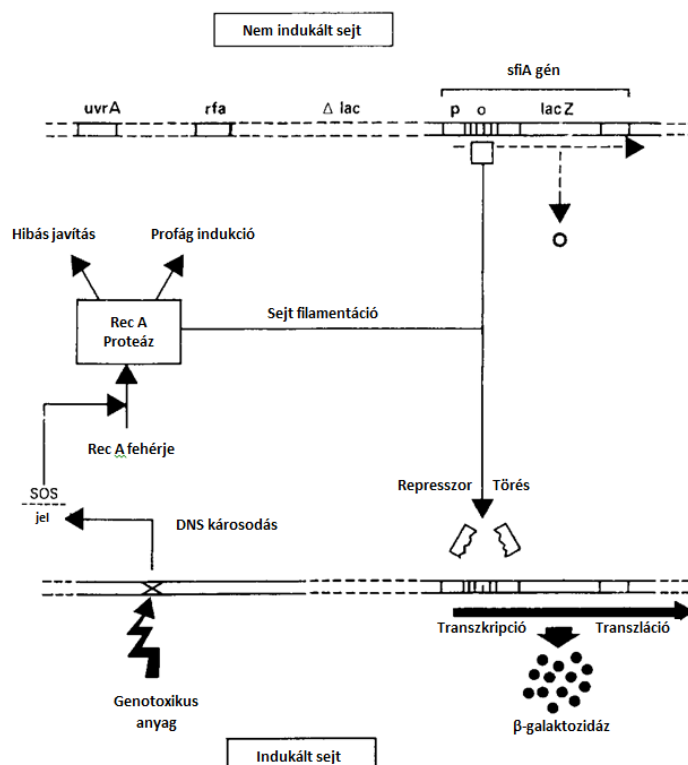 Nem indukált sejt
sfiA gén
uvrA rfa Δ lac p o lacZ
Hibás javítás Profág indukció
Rec A
Proteáz
Sejt filamentáció
Rec A fehérje
SOS
jel
DNS károsodás
Represszor Törés
Transzkripció Transzláció
Genotoxikus
anyag
β-galaktozidáz
Indukált sejt